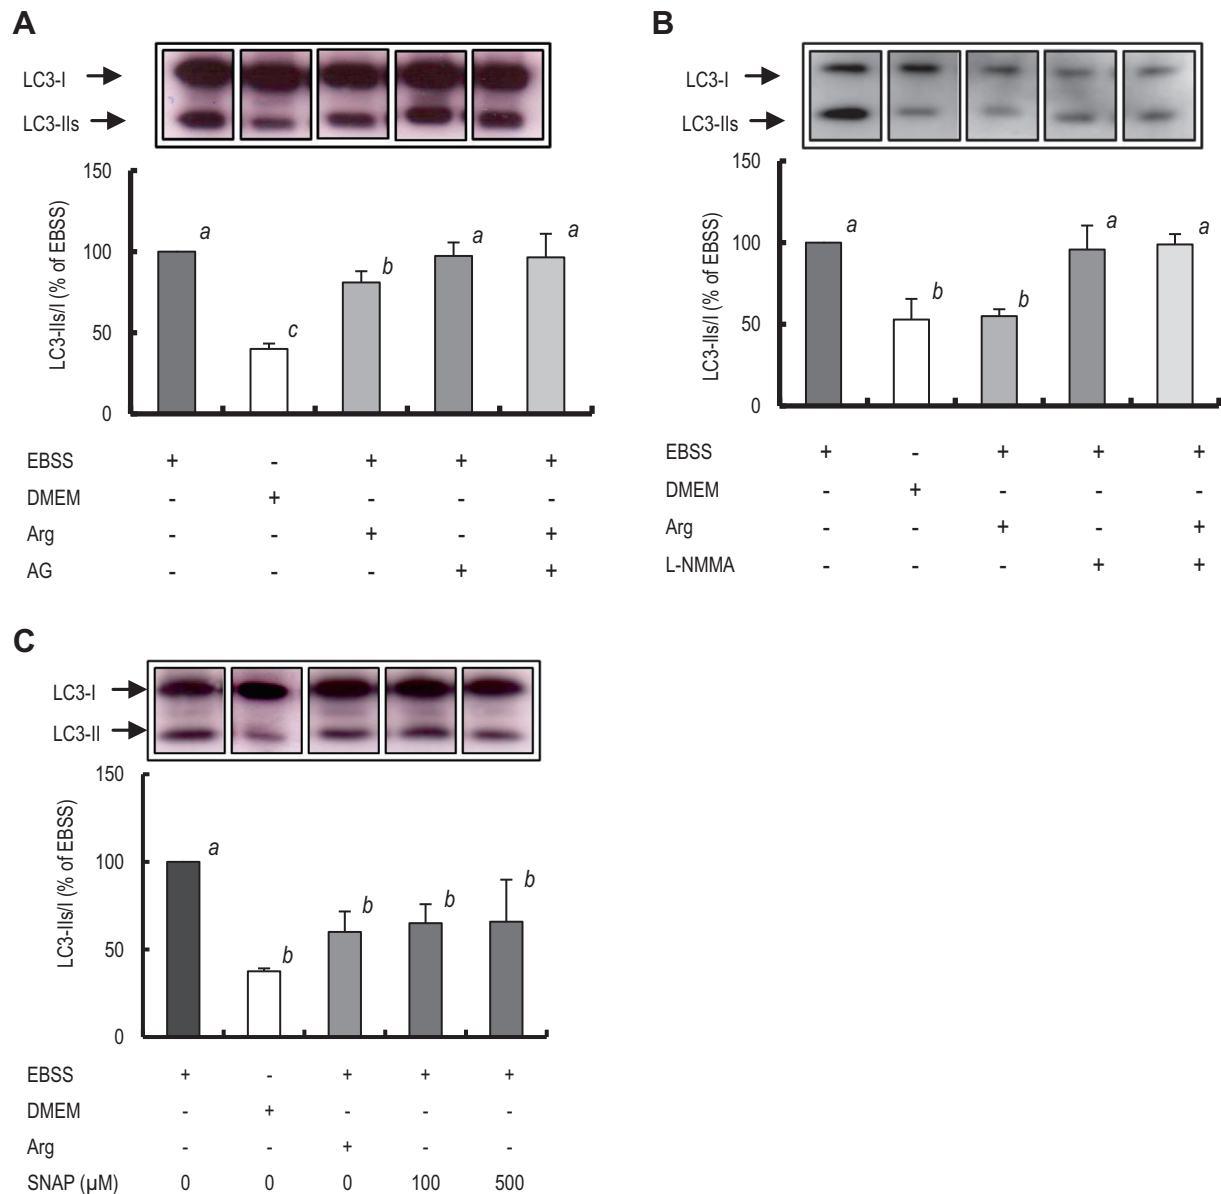 A
LC3-I
LC3-IIs
LC3-IIs/I (% of EBSS)
150
100
50
0
a
c
b
a
a
EBSS + - + + +
DMEM - + - - -
Arg - - + - +
AG - - - + +
B
LC3-I
LC3-IIs
LC3-IIs/I (% of EBSS)
150
100
50
0
a
b
b
a
a
EBSS + - + + +
DMEM - + - - -
Arg - - + - +
L-NMMA - - - + +
C
LC3-I
LC3-II
LC3-IIs/I (% of EBSS)
150
100
50
0
a
b
b
b
b
EBSS + - + + +
DMEM - + - - -
Arg - - + - -
SNAP (µM) 0 0 0 100 500